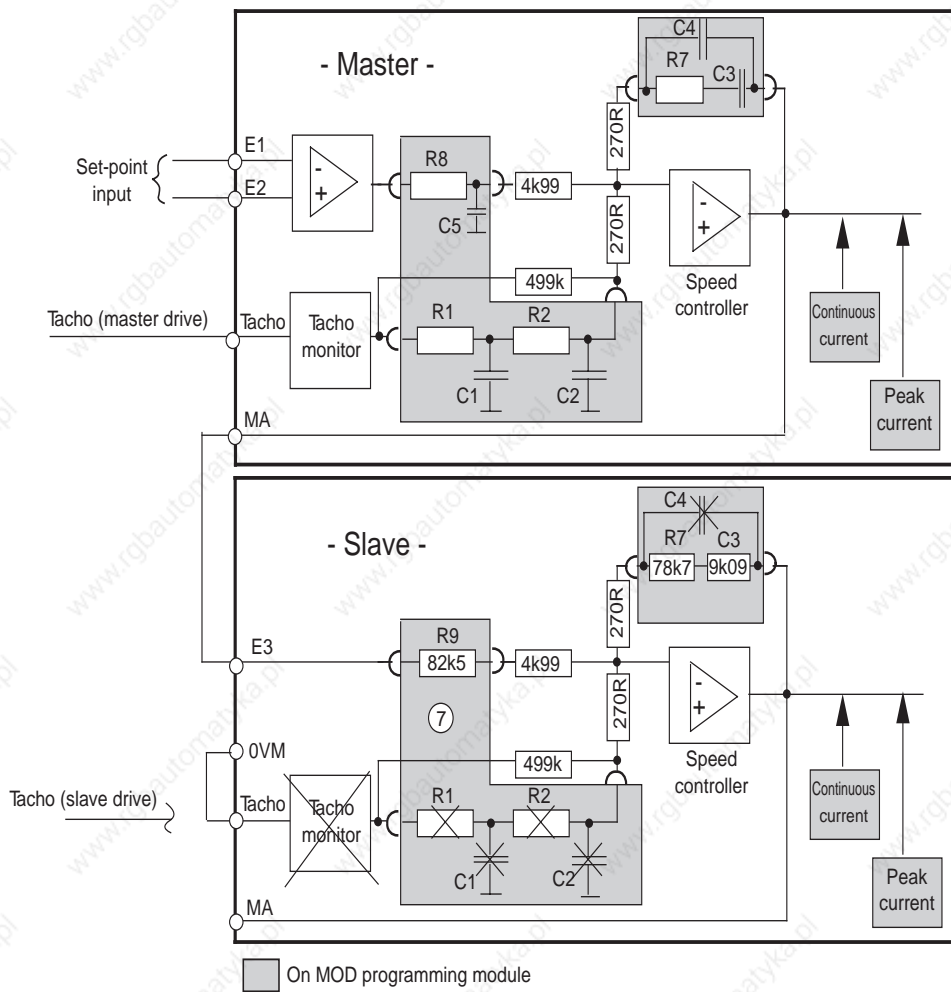 - Master -
C4
R7
C3
270R
E1
Set-point
input
E2
-
+
R8
C5
4k99
270R
-
+
Speed
controller
499k
Tacho (master drive)
Tacho
Tacho
monitor
R1
R2
C1
C2
Continuous
current
Peak
current
MA
- Slave -
C4
R7
C3
78k7
9k09
270R
E3
R9
82k5
4k99
270R
-
+
Speed
controller
7
0VM
499k
Tacho (slave drive)
Tacho
Tacho
monitor
R1
R2
C1
C2
Continuous
current
Peak
current
MA
On MOD programming module
www.rgbautomatyka.pl